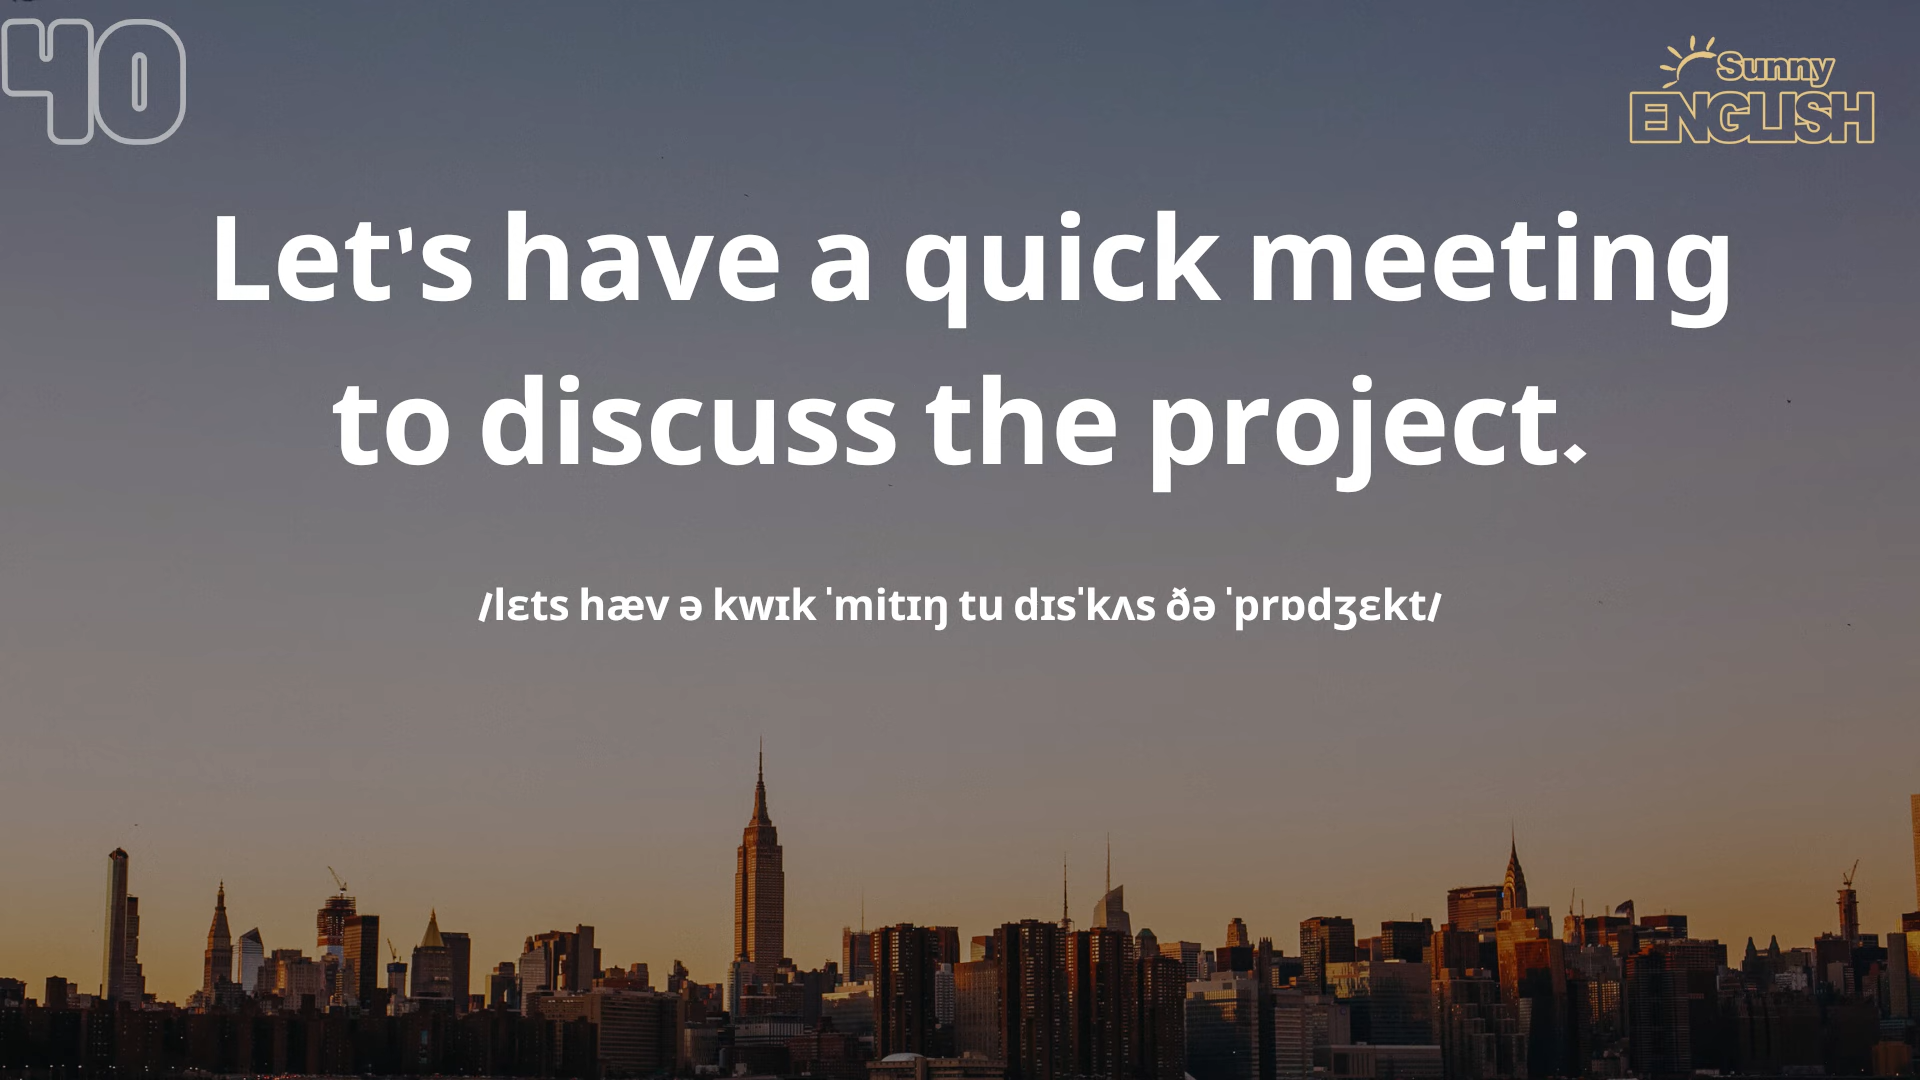 40
Sunny
ENGLISH
Let's have a quick meeting
to discuss the project.
/lɛts hæv ə kwɪk ˈmitɪŋ tu dɪsˈkʌs ðə ˈprɒdʒɛkt/